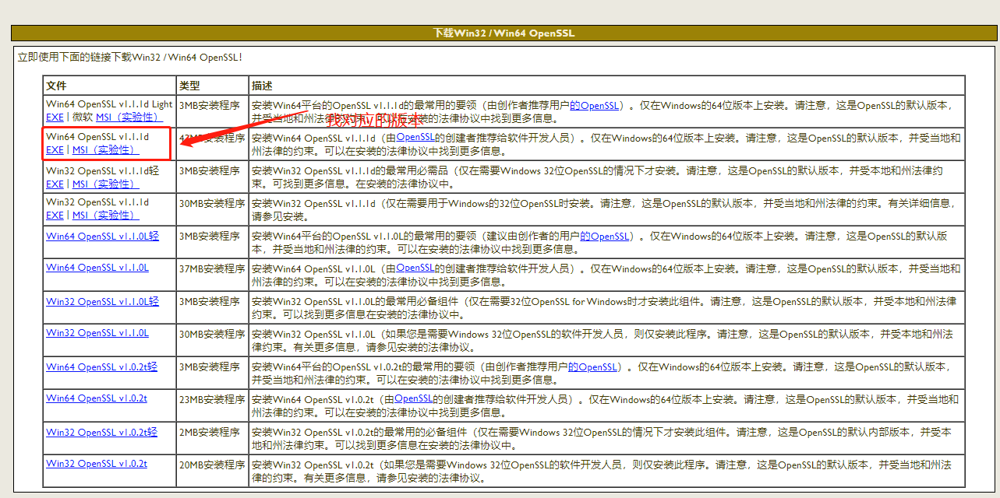 下载Win32 / Win64 OpenSSL
立即使用下面的链接下载Win32 / Win64 OpenSSL！
文件 类型 描述
Win64 OpenSSL v1.1.1d Light 3MB安装程序 安装Win64平台的OpenSSL v1.1.1d的最常用的要领（由创作者推荐用户的OpenSSL）。仅在Windows的64位版本上安装。请注意，这是OpenSSL的默认版本，
EXE | 微软 MSI（实验性） 并受当地和州法律的约束。可以在安装的法律协议中找到更多信息。
找对应的版本
Win64 OpenSSL v1.1.1d 43MB安装程序 安装Win64 OpenSSL v1.1.1d（由OpenSSL的创建者推荐给软件开发人员）。仅在Windows的64位版本上安装。请注意，这是OpenSSL的默认版本，并受当地和
EXE | MSI（实验性） 州法律的约束。可以在安装的法律协议中找到更多信息。
Win32 OpenSSL v1.1.1d轻 3MB安装程序 安装Win32 OpenSSL v1.1.1d的最常用必需品（仅在需要Windows 32位OpenSSL的情况下才安装。请注意，这是OpenSSL的默认版本，并受本地和州法律约
EXE | MSI（实验性） 束。可找到更多信息。在安装的法律协议中。
Win32 OpenSSL v1.1.1d 30MB安装程序 安装Win32 OpenSSL v1.1.1d（仅在需要用于Windows的32位OpenSSL时安装。请注意，这是OpenSSL的默认版本，并受当地和州法律的约束。有关详细信息，
EXE | MSI（实验性） 请参见安装。
Win64 OpenSSL v1.1.0L轻 3MB安装程序 安装Win64平台的OpenSSL v1.1.0L的最常用的要领（建议由创作者的用户的OpenSSL）。仅在Windows的64位版本上安装。请注意，这是OpenSSL的默认版
本，并受当地和州法律的约束。可以在安装的法律协议中找到更多信息。
Win64 OpenSSL v1.1.0L 37MB安装程序 安装Win64 OpenSSL v1.1.0L（由OpenSSL的创建者推荐给软件开发人员）。仅在Windows的64位版本上安装。请注意，这是OpenSSL的默认版本，并受当地和
州法律的约束。可以在安装的法律协议中找到更多信息。
Win32 OpenSSL v1.1.0L轻 3MB安装程序 安装Win32 OpenSSL v1.1.0L的最常用必备组件（仅在需要32位OpenSSL for Windows时才安装此组件。请注意，这是OpenSSL的默认版本，并受本地和州法律
约束。可以找到更多信息在安装的法律协议中。
Win32 OpenSSL v1.1.0L 30MB安装程序 安装Win32 OpenSSL v1.1.0L（如果您是需要Windows 32位OpenSSL的软件开发人员，则仅安装此程序。请注意，这是OpenSSL的默认版本，并受本地和州法
律约束。有关更多信息，请参见安装的法律协议。
Win64 OpenSSL v1.0.2t轻 3MB安装程序 安装Win64平台的OpenSSL v1.0.2t的最常用的要领（由创作者推荐用户的OpenSSL）。仅在Windows的64位版本上安装。请注意，这是OpenSSL的默认版本，
并受当地和州法律的约束。可以在安装的法律协议中找到更多信息。
Win64 OpenSSL v1.0.2t 23MB安装程序 安装Win64 OpenSSL v1.0.2t（由OpenSSL的创建者推荐给软件开发人员）。仅在Windows的64位版本上安装。请注意，这是OpenSSL的默认版本，并受当地和
州法律的约束。可以在安装的法律协议中找到更多信息。
Win32 OpenSSL v1.0.2t轻 2MB安装程序 安装Win32 OpenSSL v1.0.2t的最常用的必备组件（仅在需要Windows 32位OpenSSL的情况下才安装此组件。请注意，这是OpenSSL的默认内部版本，并受本
地和州法律约束。可以找到更多信息在安装的法律协议中。
Win32 OpenSSL v1.0.2t 20MB安装程序 安装Win32 OpenSSL v1.0.2t（如果您是需要Windows 32位OpenSSL的软件开发人员，则仅安装此程序。请注意，这是OpenSSL的默认版本，并受当地和州法
律的约束。有关更多信息，请参见安装的法律协议。